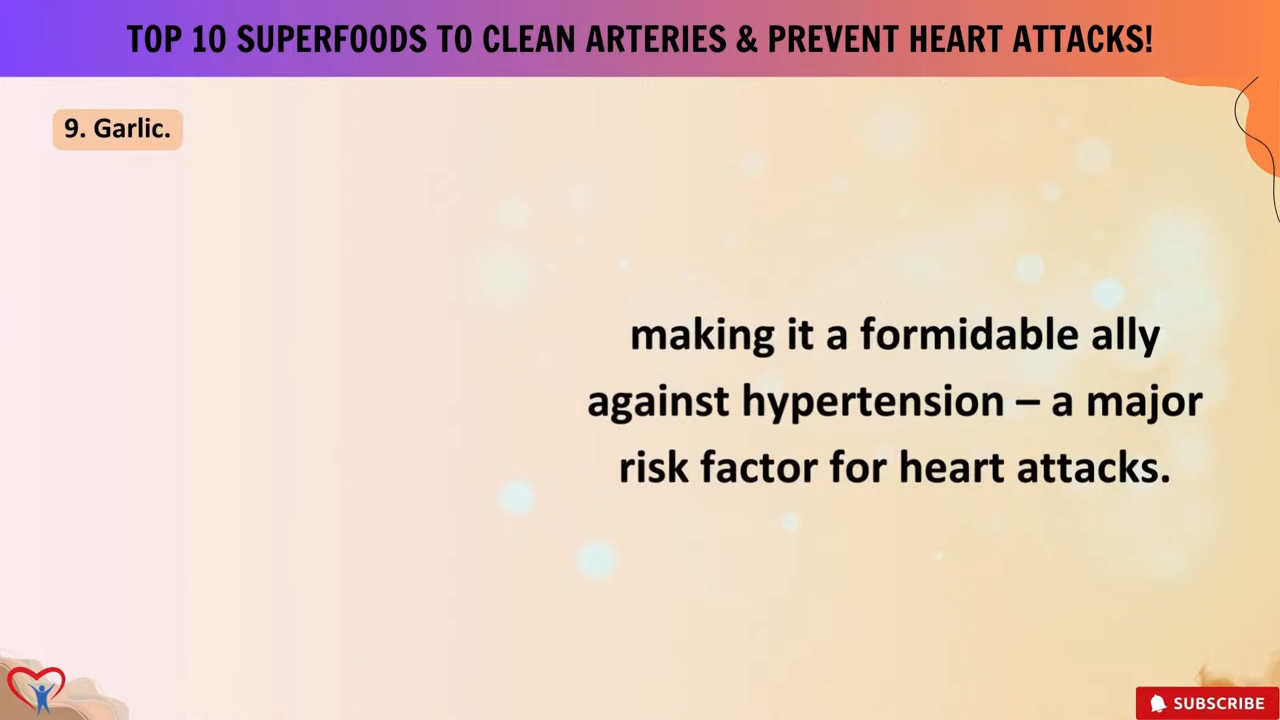 TOP 10 SUPERFOODS TO CLEAN ARTERIES & PREVENT HEART ATTACKS!
9. Garlic.
making it a formidable ally
against hypertension – a major
risk factor for heart attacks.
SUBSCRIBE